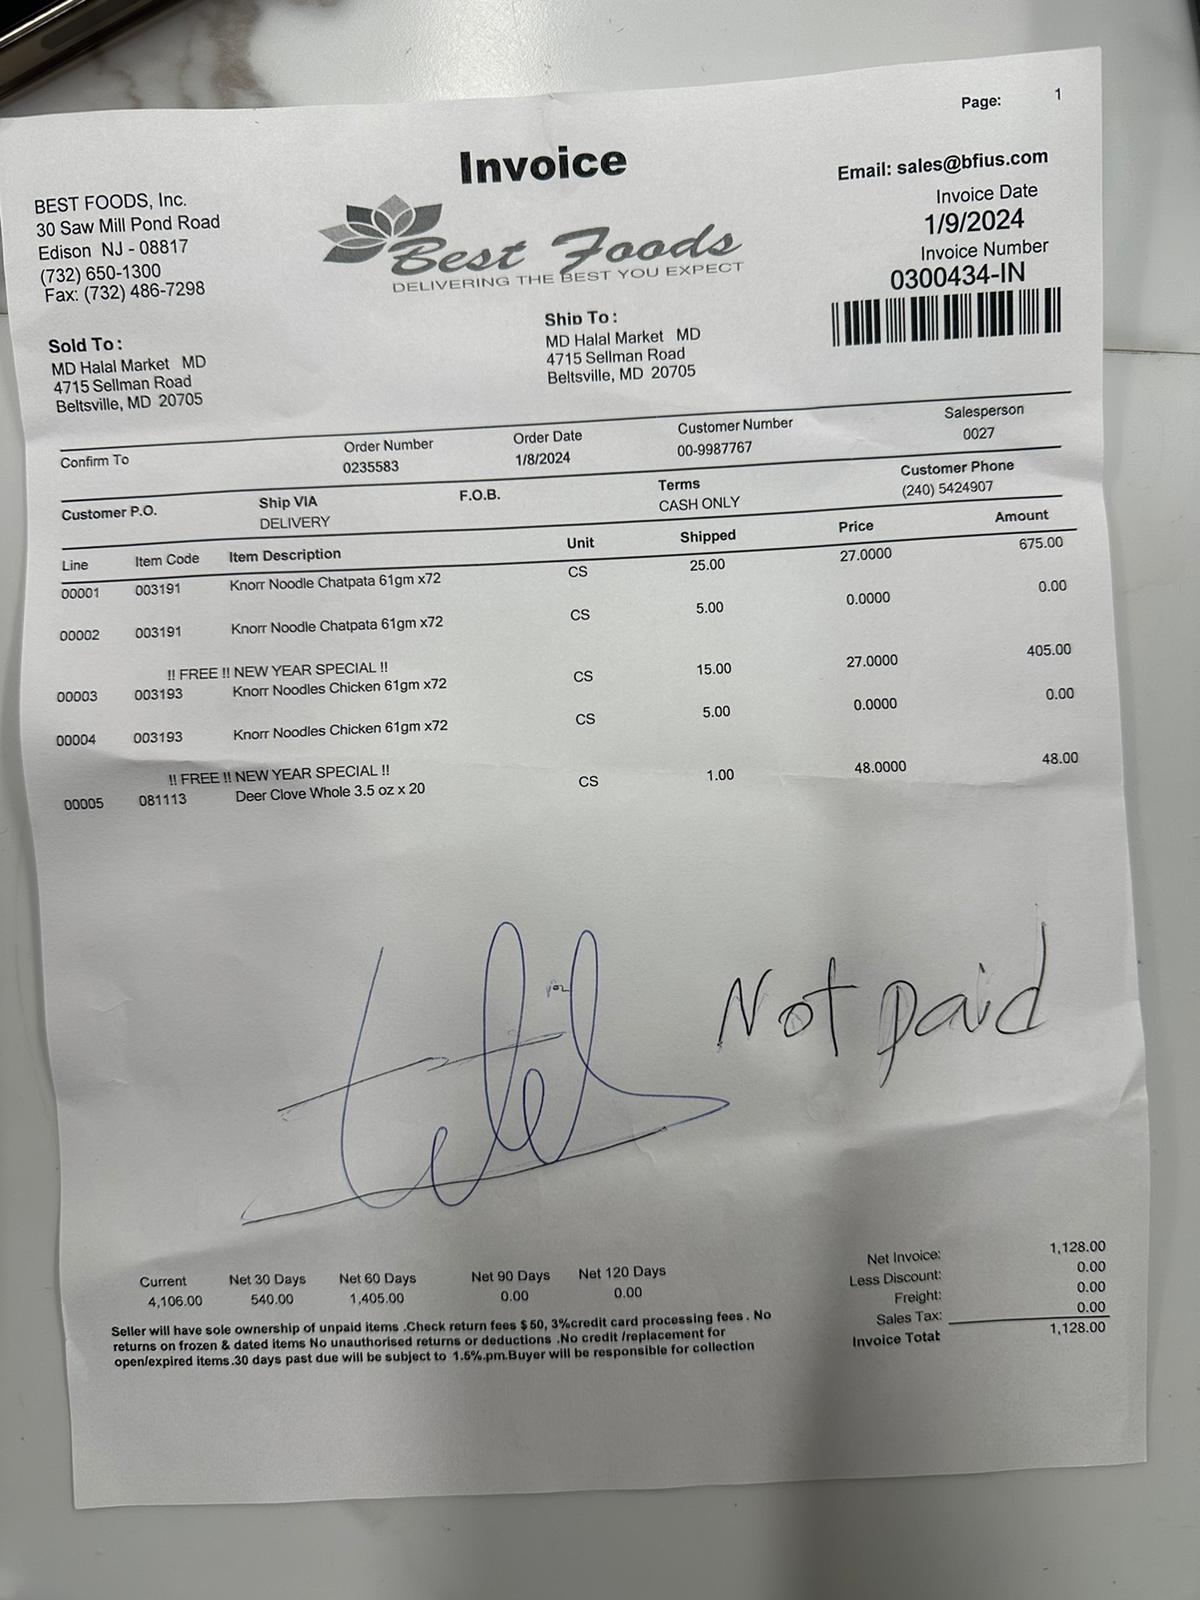 Page: 1
Invoice
Email: sales@bfius.com
BEST FOODS, Inc.
30 Saw Mill Pond Road
Edison NJ - 08817
(732) 650-1300
Fax: (732) 486-7298
Best Foods
DELIVERING THE BEST YOU EXPECT
Invoice Date
1/9/2024
Invoice Number
0300434-IN
Sold To:
MD Halal Market MD
4715 Sellman Road
Beltsville, MD 20705
Ship To:
MD Halal Market MD
4715 Sellman Road
Beltsville, MD 20705
Confirm To Order Number Order Date Customer Number Salesperson
0235583 1/8/2024 00-9987767 0027
Customer P.O. Ship VIA F.O.B. Terms Customer Phone
DELIVERY CASH ONLY (240) 5424907
Line Item Code Item Description Unit Shipped Price Amount
00001 003191 Knorr Noodle Chatpata 61gm x72 CS 25.00 27.0000 675.00
00002 003191 Knorr Noodle Chatpata 61gm x72 CS 5.00 0.0000 0.00
!! FREE !! NEW YEAR SPECIAL !!
00003 003193 Knorr Noodles Chicken 61gm x72 CS 15.00 27.0000 405.00
00004 003193 Knorr Noodles Chicken 61gm x72 CS 5.00 0.0000 0.00
!! FREE !! NEW YEAR SPECIAL !!
00005 081113 Deer Clove Whole 3.5 oz x 20 CS 1.00 48.0000 48.00
Not paid
Current Net 30 Days Net 60 Days Net 90 Days Net 120 Days
4,106.00 540.00 1,405.00 0.00 0.00
Seller will have sole ownership of unpaid items .Check return fees $50, 3%credit card processing fees . No
returns on frozen & dated items No unauthorised returns or deductions .No credit /replacement for
open/expired items.30 days past due will be subject to 1.5%.pm.Buyer will be responsible for collection
Net Invoice: 1,128.00
Less Discount: 0.00
Freight: 0.00
Sales Tax: 0.00
Invoice Total: 1,128.00